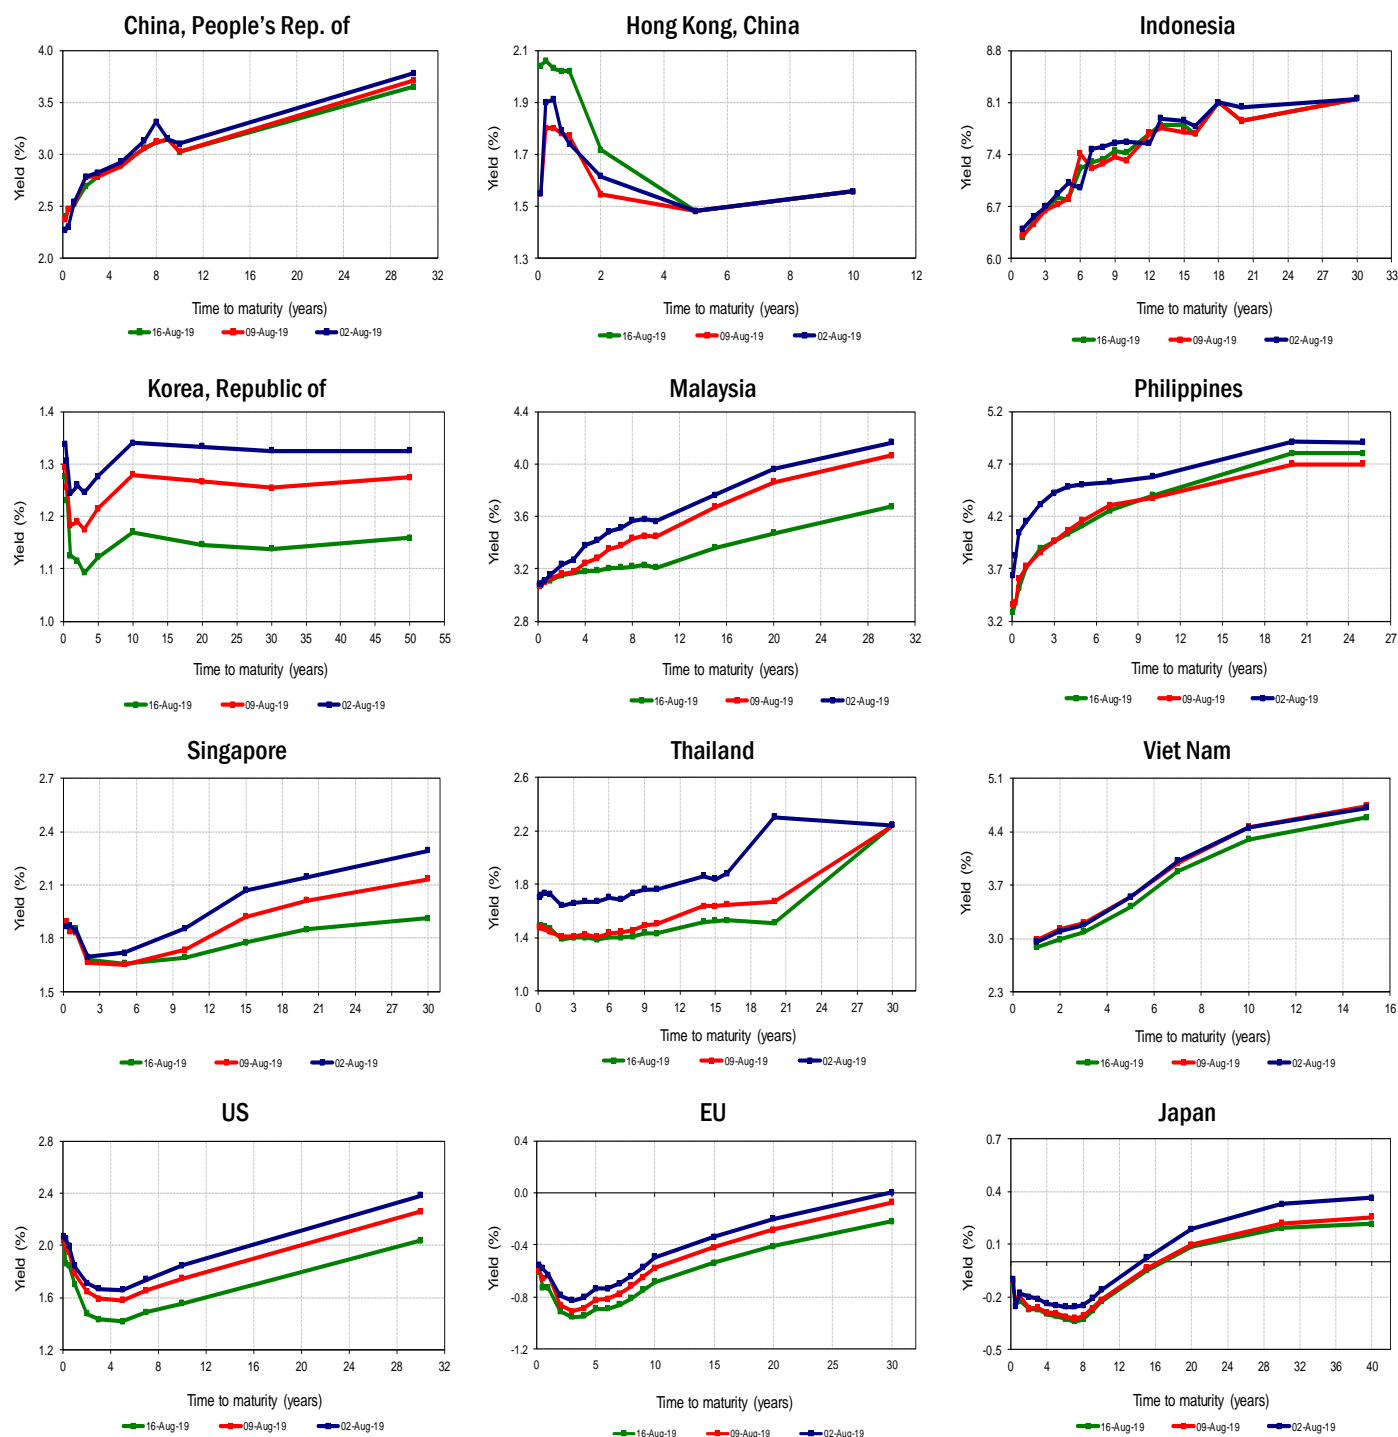 China, People's Rep. of
Yield (%)
4.0
3.5
3.0
2.5
2.0
0 4 8 12 16 20 24 28 32
Time to maturity (years)
16-Aug-19 09-Aug-19 02-Aug-19
Hong Kong, China
Yield (%)
2.1
1.9
1.7
1.5
1.3
0 2 4 6 8 10 12
Time to maturity (years)
16-Aug-19 09-Aug-19 02-Aug-19
Indonesia
Yield (%)
8.8
8.1
7.4
6.7
6.0
0 3 6 9 12 15 18 21 24 27 30 33
Time to maturity (years)
16-Aug-19 09-Aug-19 02-Aug-19
Korea, Republic of
Yield (%)
1.4
1.3
1.2
1.1
1.0
0 5 10 15 20 25 30 35 40 45 50 55
Time to maturity (years)
16-Aug-19 09-Aug-19 02-Aug-19
Malaysia
Yield (%)
4.4
4.0
3.6
3.2
2.8
0 4 8 12 16 20 24 28 32
Time to maturity (years)
16-Aug-19 09-Aug-19 02-Aug-19
Philippines
Yield (%)
5.2
4.7
4.2
3.7
3.2
0 3 6 9 12 15 18 21 24 27
Time to maturity (years)
16-Aug-19 09-Aug-19 02-Aug-19
Singapore
Yield (%)
2.7
2.4
2.1
1.8
1.5
0 3 6 9 12 15 18 21 24 27 30
Time to maturity (years)
16-Aug-19 09-Aug-19 02-Aug-19
Thailand
Yield (%)
2.6
2.2
1.8
1.4
1.0
0 3 6 9 12 15 18 21 24 27 30
Time to maturity (years)
16-Aug-19 09-Aug-19 02-Aug-19
Viet Nam
Yield (%)
5.1
4.4
3.7
3.0
2.3
0 2 4 6 8 10 12 14 16
Time to maturity (years)
16-Aug-19 09-Aug-19 02-Aug-19
US
Yield (%)
2.8
2.4
2.0
1.6
1.2
0 4 8 12 16 20 24 28 32
Time to maturity (years)
16-Aug-19 09-Aug-19 02-Aug-19
EU
Yield (%)
0.4
0.0
-0.4
-0.8
-1.2
0 5 10 15 20 25 30
Time to maturity (years)
16-Aug-19 09-Aug-19 02-Aug-19
Japan
Yield (%)
0.7
0.4
0.1
-0.2
-0.5
0 4 8 12 16 20 24 28 32 36 40
Time to maturity (years)
16-Aug-19 09-Aug-19 02-Aug-19